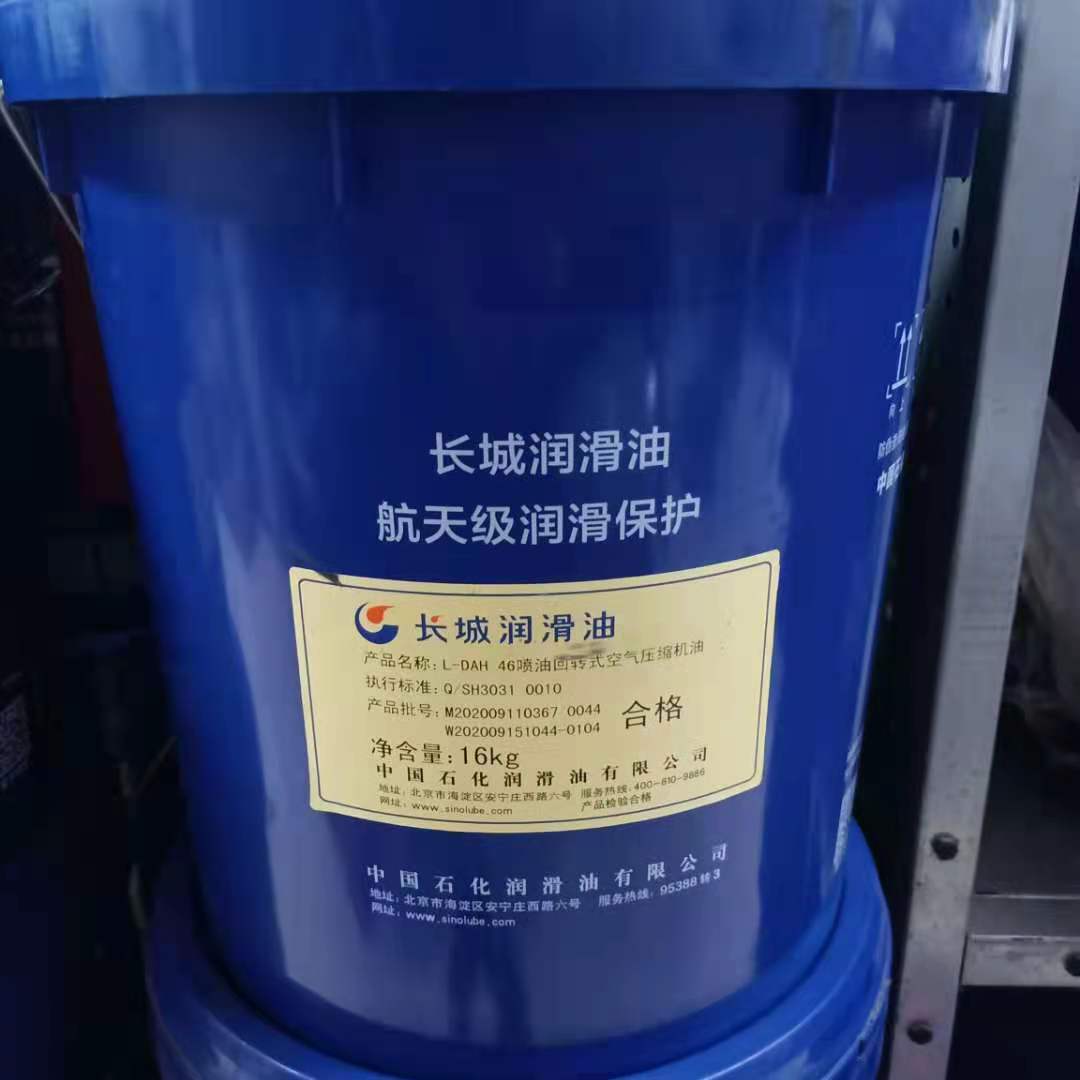 长城润滑油
航天级润滑保护
长城润滑油
产品名称: L-DAH 46喷油回转式空气压缩机油
执行标准: Q/SH3031 0010
产品批号: M202009110367 0044
W202009151044-0104
合格
净含量: 16kg
中国石化润滑油有限公司
地址: 北京市海淀区安宁庄西路六号 服务热线: 400-810-9886
网址: www.sinolube.com 产品检验合格
中国石化润滑油有限公司
地址: 北京市海淀区安宁庄西路六号 服务热线: 95388转3
网址: www.sinolube.com
向上
中国